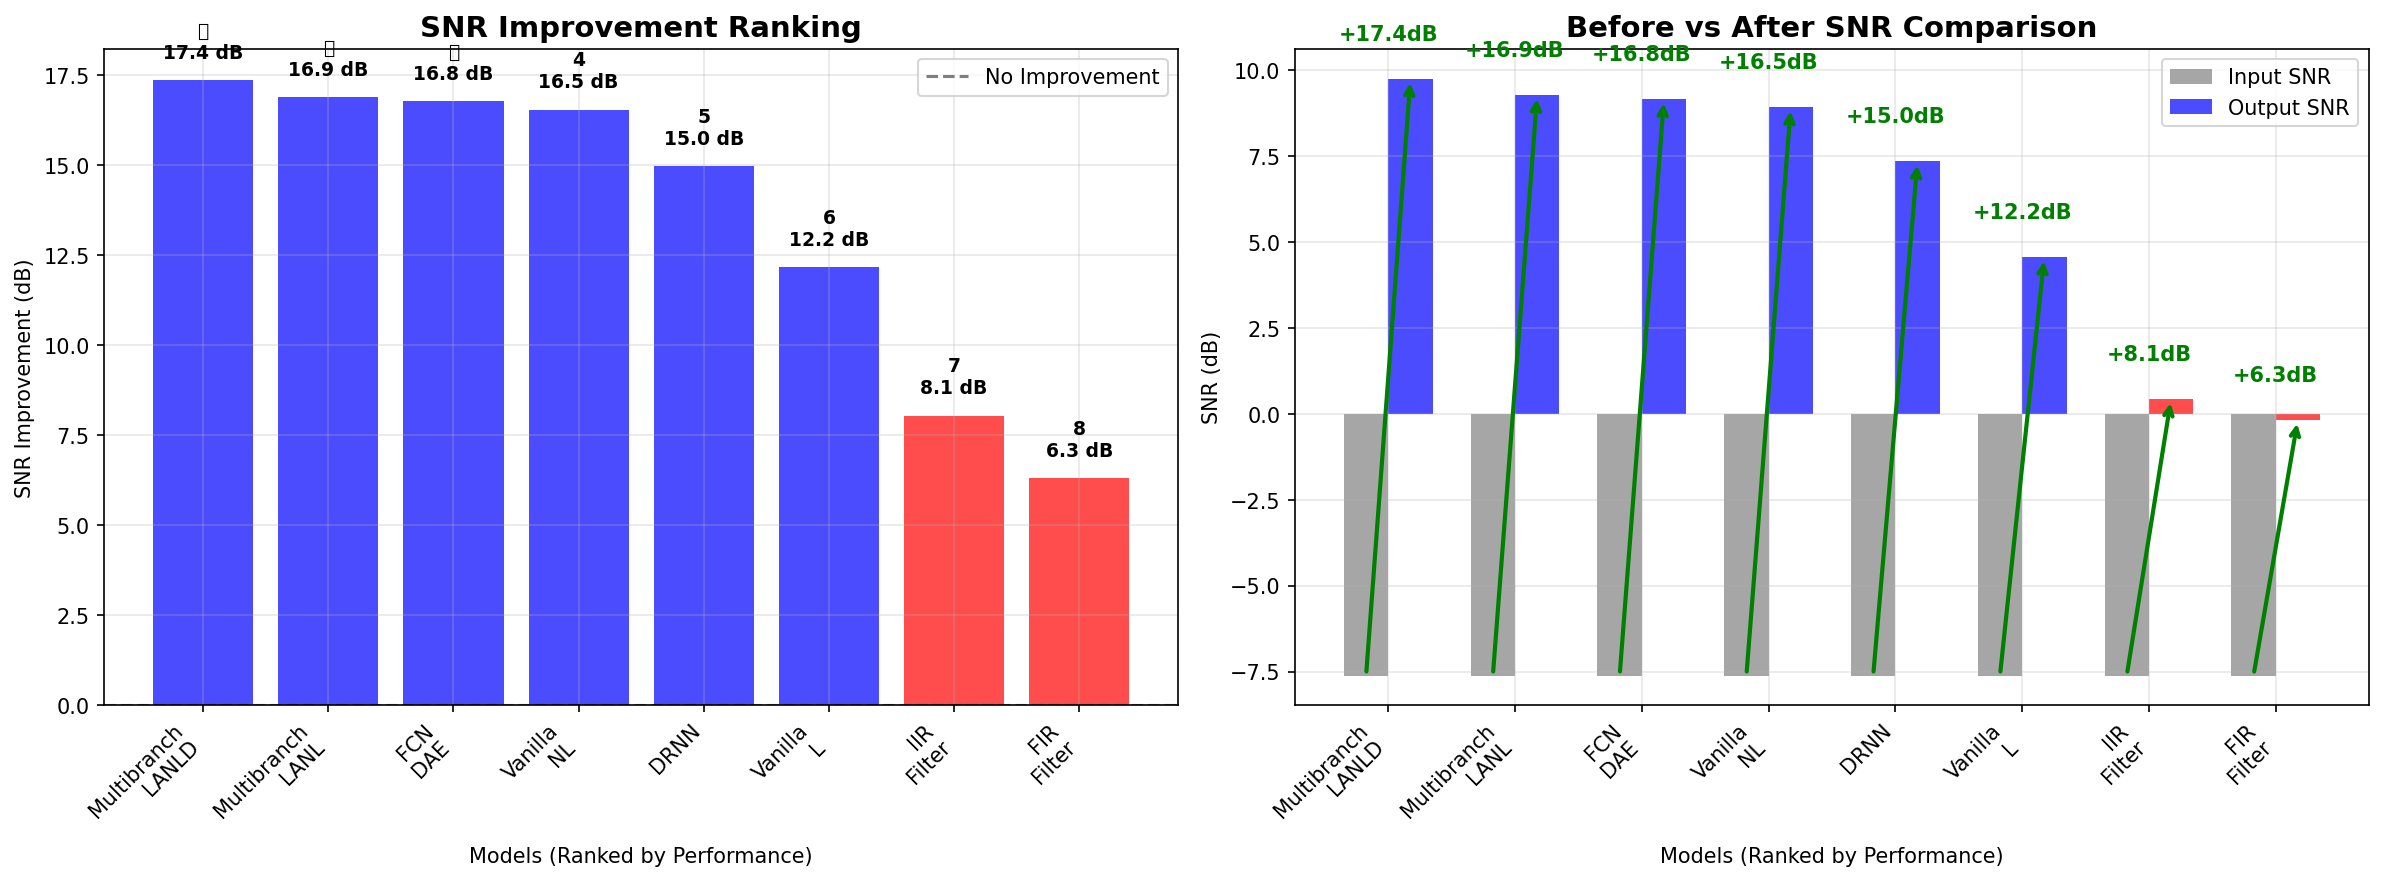 SNR Improvement Ranking
17.4 dB
16.9 dB
16.8 dB
4
16.5 dB
5
15.0 dB
6
12.2 dB
7
8.1 dB
8
6.3 dB
No Improvement
SNR Improvement (dB)
17.5
15.0
12.5
10.0
7.5
5.0
2.5
0.0
Multibranch
LANLD
Multibranch
LANL
FCN
DAE
Vanilla
NL
DRNN
Vanilla
L
IIR
Filter
FIR
Filter
Models (Ranked by Performance)
Before vs After SNR Comparison
+17.4dB
+16.9dB
+16.8dB
+16.5dB
+15.0dB
+12.2dB
+8.1dB
+6.3dB
Input SNR
Output SNR
SNR (dB)
10.0
7.5
5.0
2.5
0.0
−2.5
−5.0
−7.5
Multibranch
LANLD
Multibranch
LANL
FCN
DAE
Vanilla
NL
DRNN
Vanilla
L
IIR
Filter
FIR
Filter
Models (Ranked by Performance)